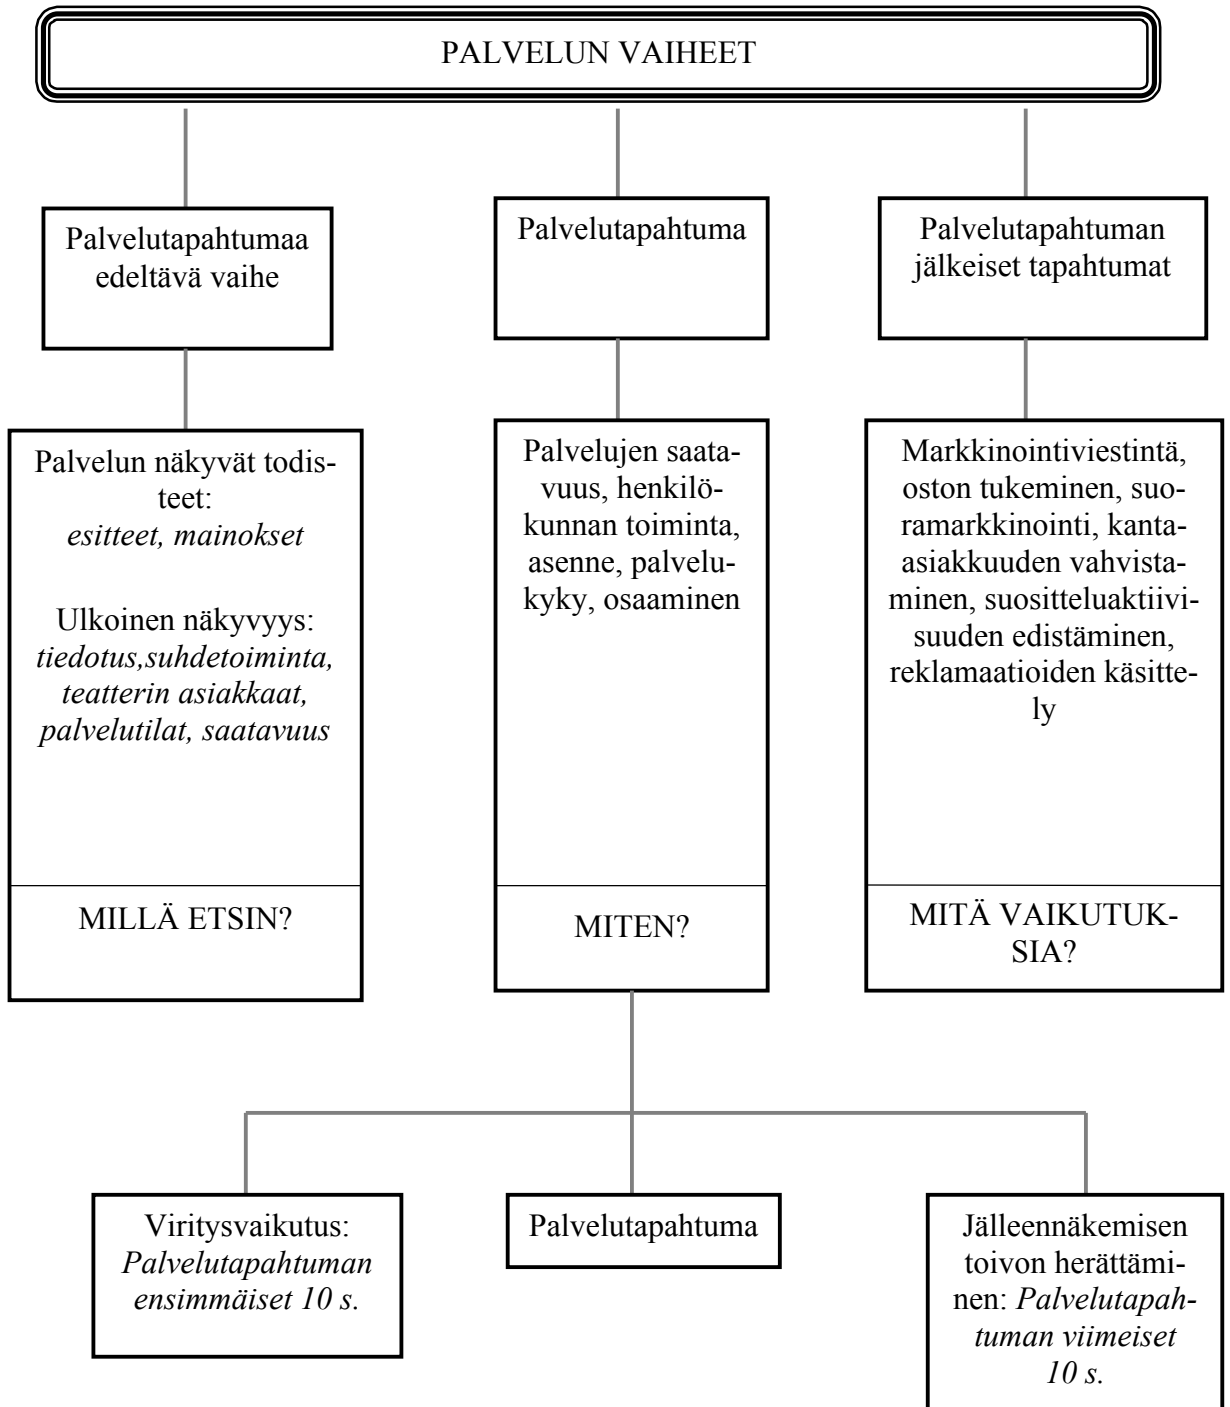 PALVELUN VAIHEET
Palvelutapahtumaa
edeltävä vaihe
Palvelutapahtuma
Palvelutapahtuman
jälkeiset tapahtumat
Palvelun näkyvät todis-
teet:
esitteet, mainokset
Ulkoinen näkyvyys:
tiedotus,suhdetoiminta,
teatterin asiakkaat,
palvelutilat, saatavuus
MILLÄ ETSIN?
Palvelujen saata-
vuus, henkilö-
kunnan toiminta,
asenne, palvelu-
kyky, osaaminen
MITEN?
Markkinointiviestintä,
oston tukeminen, suo-
ramarkkinointi, kanta-
asiakkuuden vahvista-
minen, suositteluaktiivi-
suuden edistäminen,
reklamaatioiden käsitte-
ly
MITÄ VAIKUTUK-
SIA?
Viritysvaikutus:
Palvelutapahtuman
ensimmäiset 10 s.
Palvelutapahtuma
Jälleennäkemisen
toivon herättämi-
nen: Palvelutapah-
tuman viimeiset
10 s.